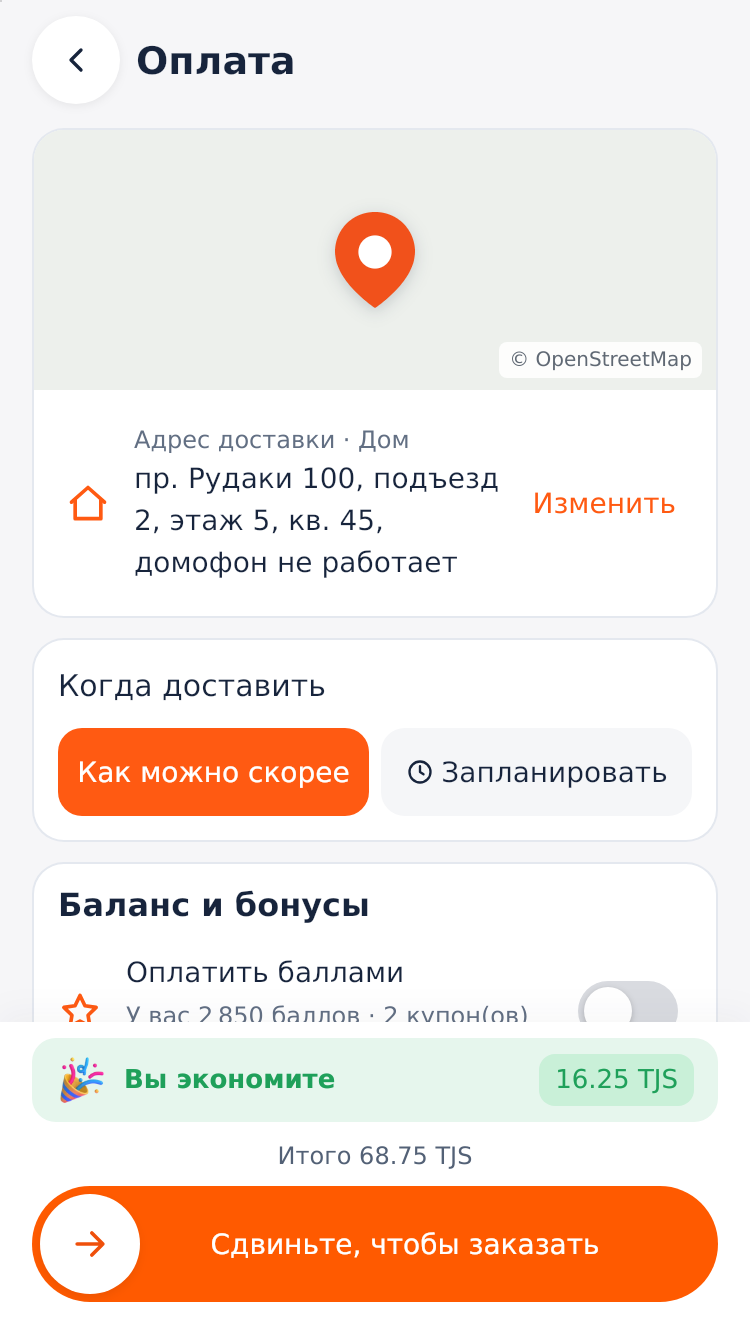 Оплата
© OpenStreetMap
Адрес доставки · Дом
пр. Рудаки 100, подъезд
2, этаж 5, кв. 45,
домофон не работает
Изменить
Когда доставить
Как можно скорее
Запланировать
Баланс и бонусы
Оплатить баллами
У вас 2 850 баллов · 2 купон(ов)
Вы экономите
16.25 TJS
Итого 68.75 TJS
Сдвиньте, чтобы заказать